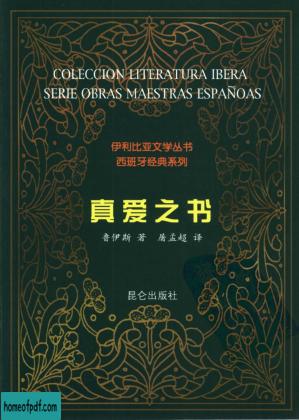 COLECCION LITERATURA IBERA
SERIE OBRAS MAESTRAS ESPAÑOAS
伊利比亚文学丛书
西班牙经典系列
真爱之书
鲁伊斯 著 屠孟超 译
昆仑出版社
homeofpdf.com